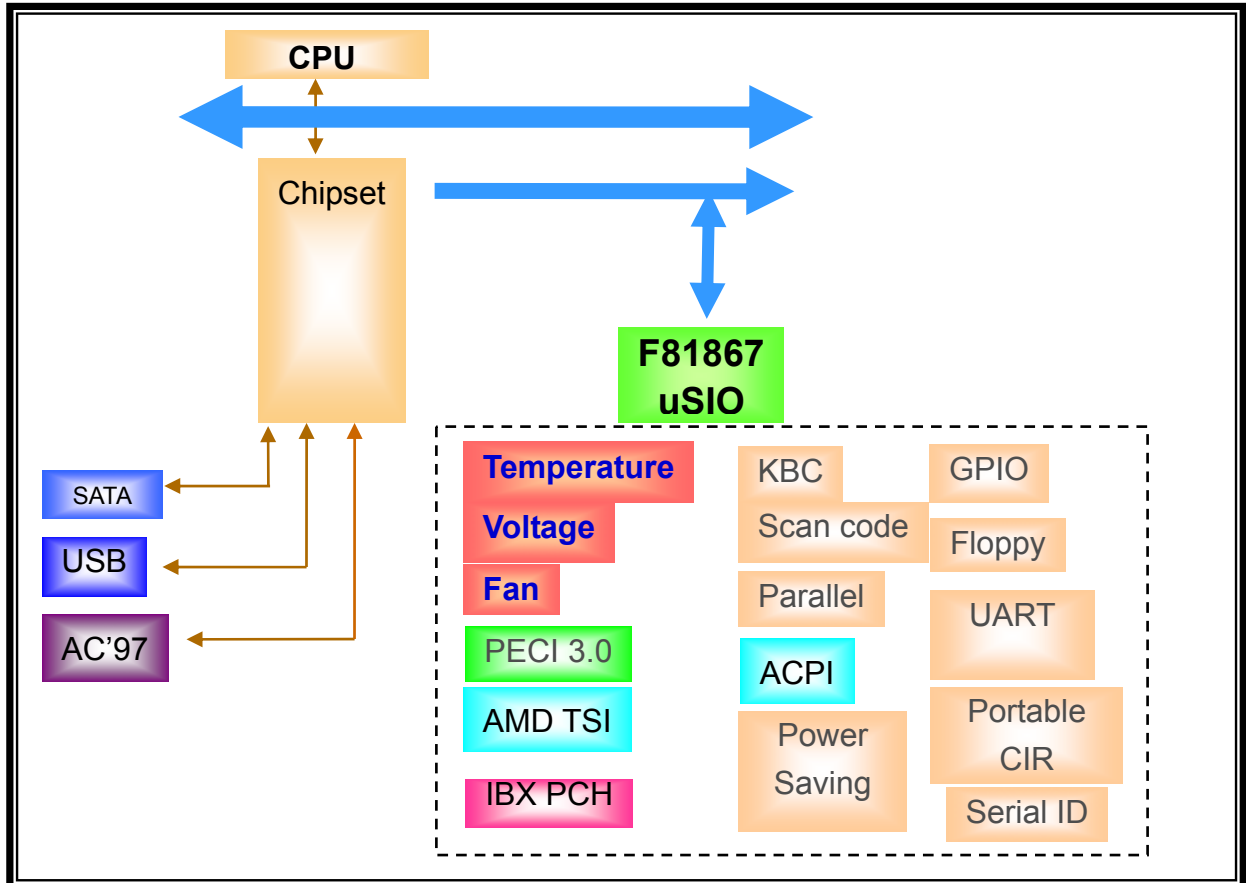 CPU
Chipset
F81867
uSIO
SATA
USB
AC’97
Temperature
Voltage
Fan
PECI 3.0
AMD TSI
IBX PCH
KBC
Scan code
Parallel
ACPI
Power
Saving
GPIO
Floppy
UART
Portable
CIR
Serial ID